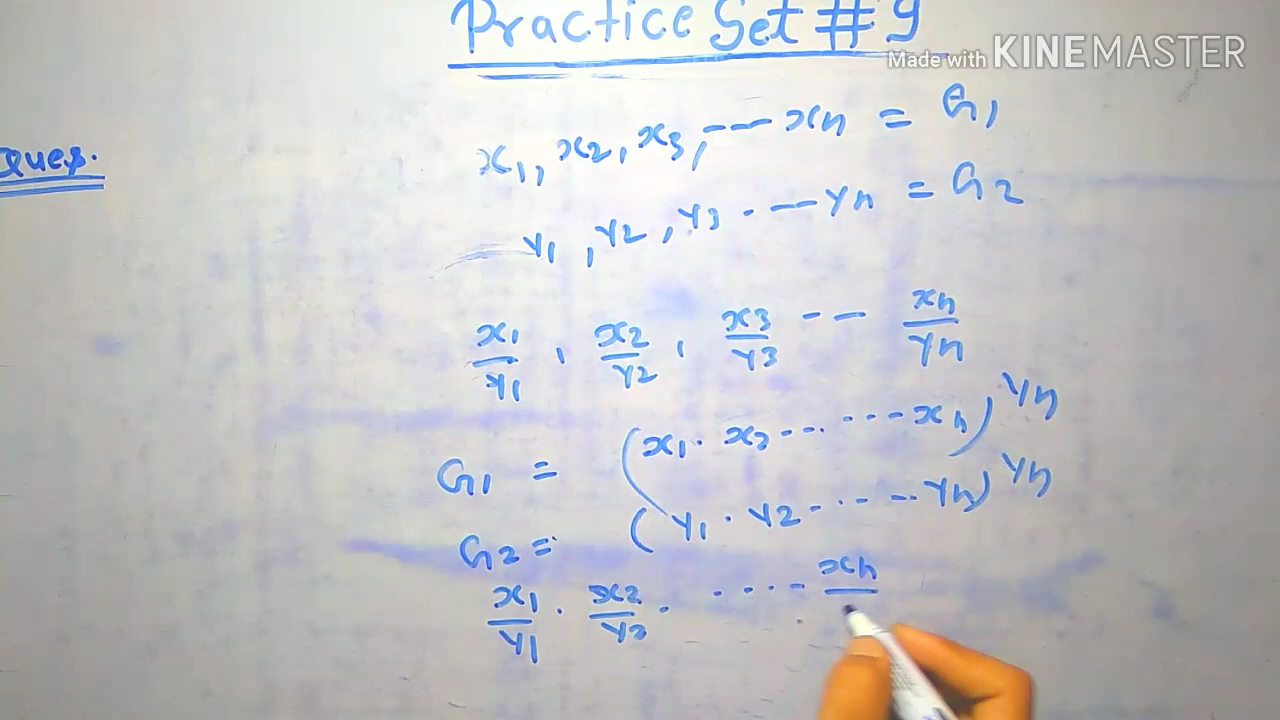 Practice Set #9
Made with KINEMASTER
Ques.
x1, x2, x3, --- xn = G1
y1, y2, y3 . -- yn = G2
x1/y1, x2/y2, x3/y3 -- xn/yn
G1 = (x1 . x2 -- .. --- xn)^1/n
G2 = (y1 . y2 - . - . - yn)^1/n
x1/y1 . x2/y2 . ....- xn/